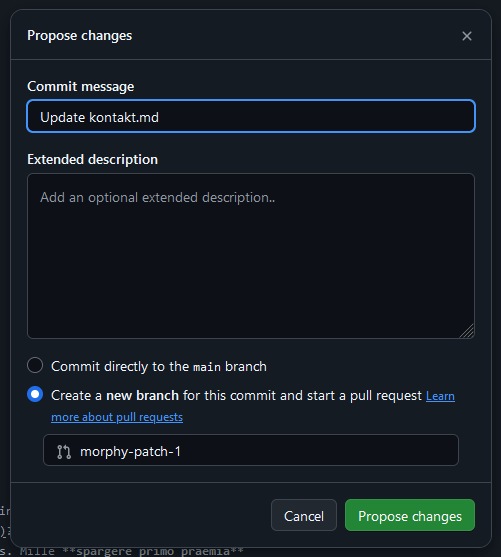 Propose changes
Commit message
Update kontakt.md
Extended description
Add an optional extended description..
Commit directly to the main branch
Create a new branch for this commit and start a pull request Learn
more about pull requests
morphy-patch-1
Cancel Propose changes
s. Mille **spargere primo praemia**